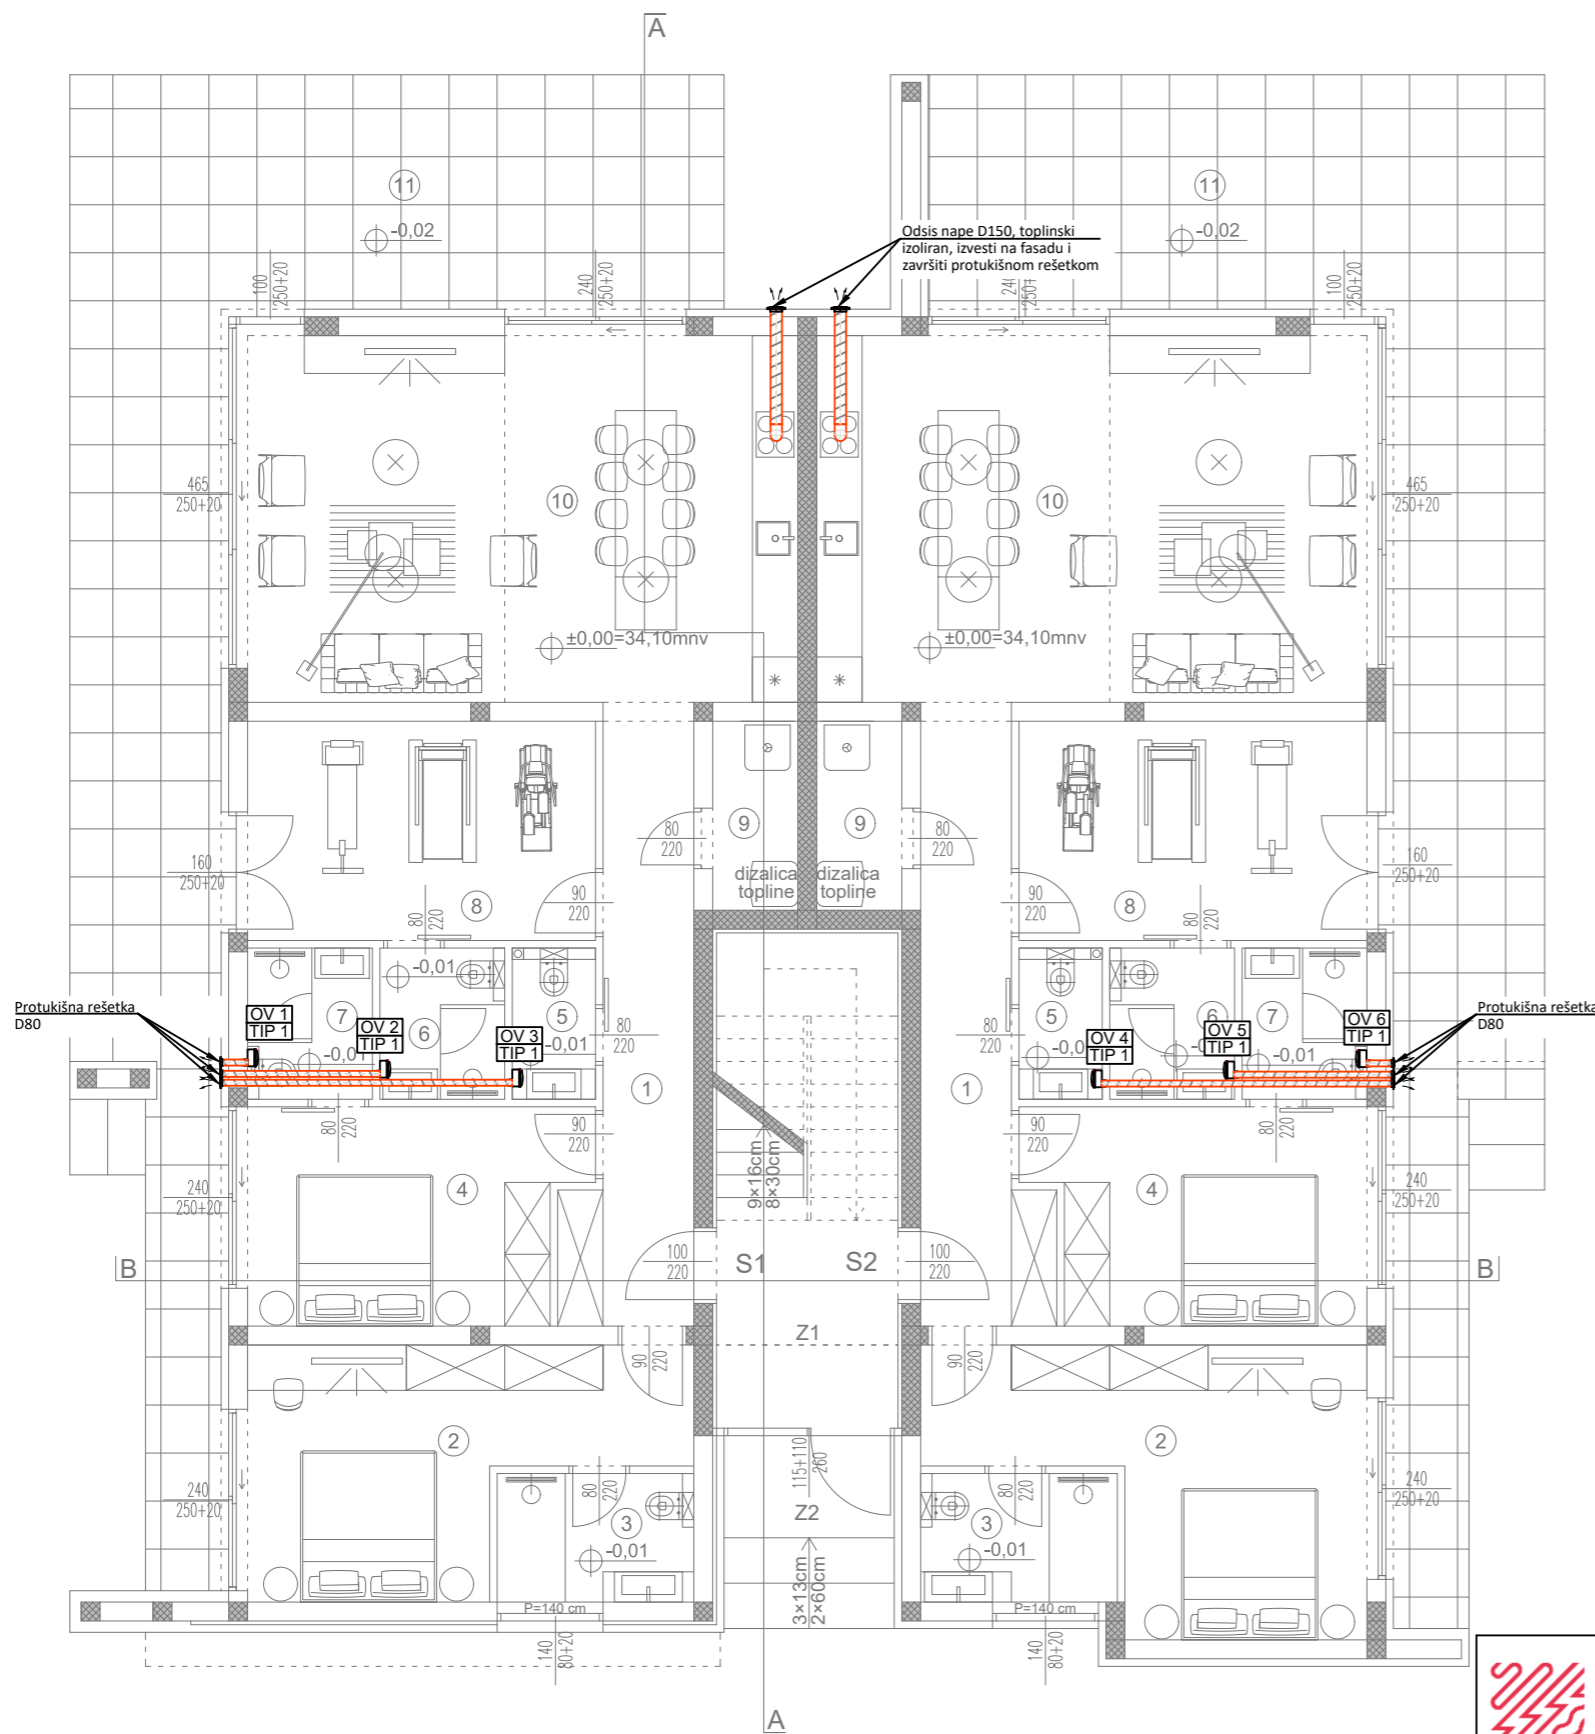 A
11
-0,02
11
-0,02
Odsis nape D150, toplinski
izoliran, izvesti na fasadu i
završiti protukišnom rešetkom
100
250+20
240
250+20
250+20
100
250+20
465
250+20
10
10
465
250+20
±0,00=34,10mnv
±0,00=34,10mnv
9
9
80
220
80
220
dizalica
topline
dizalica
topline
160
250+20
160
250+20
8
80
220
90
220
90
220
8
80
220
-0,01
Protukišna rešetka
D80
OV 1
TIP 1
7
OV 2
TIP 1
6
OV 3
TIP 1
5
-0,01
80
220
80
220
5
OV 4
TIP 1
6
OV 5
TIP 1
7
-0,01
OV 6
TIP 1
Protukišna rešetka
D80
1
1
80
220
90
220
90
220
80
220
9×16cm
8×30cm
4
4
240
250+20
240
250+20
B
100
220
S1
S2
100
220
B
Z1
90
220
90
220
2
2
115+110
260
240
250+20
80
220
80
220
240
250+20
3
-0,01
Z2
3
-0,01
3×13cm
2×60cm
P=140 cm
P=140 cm
140
80+20
140
80+20
A